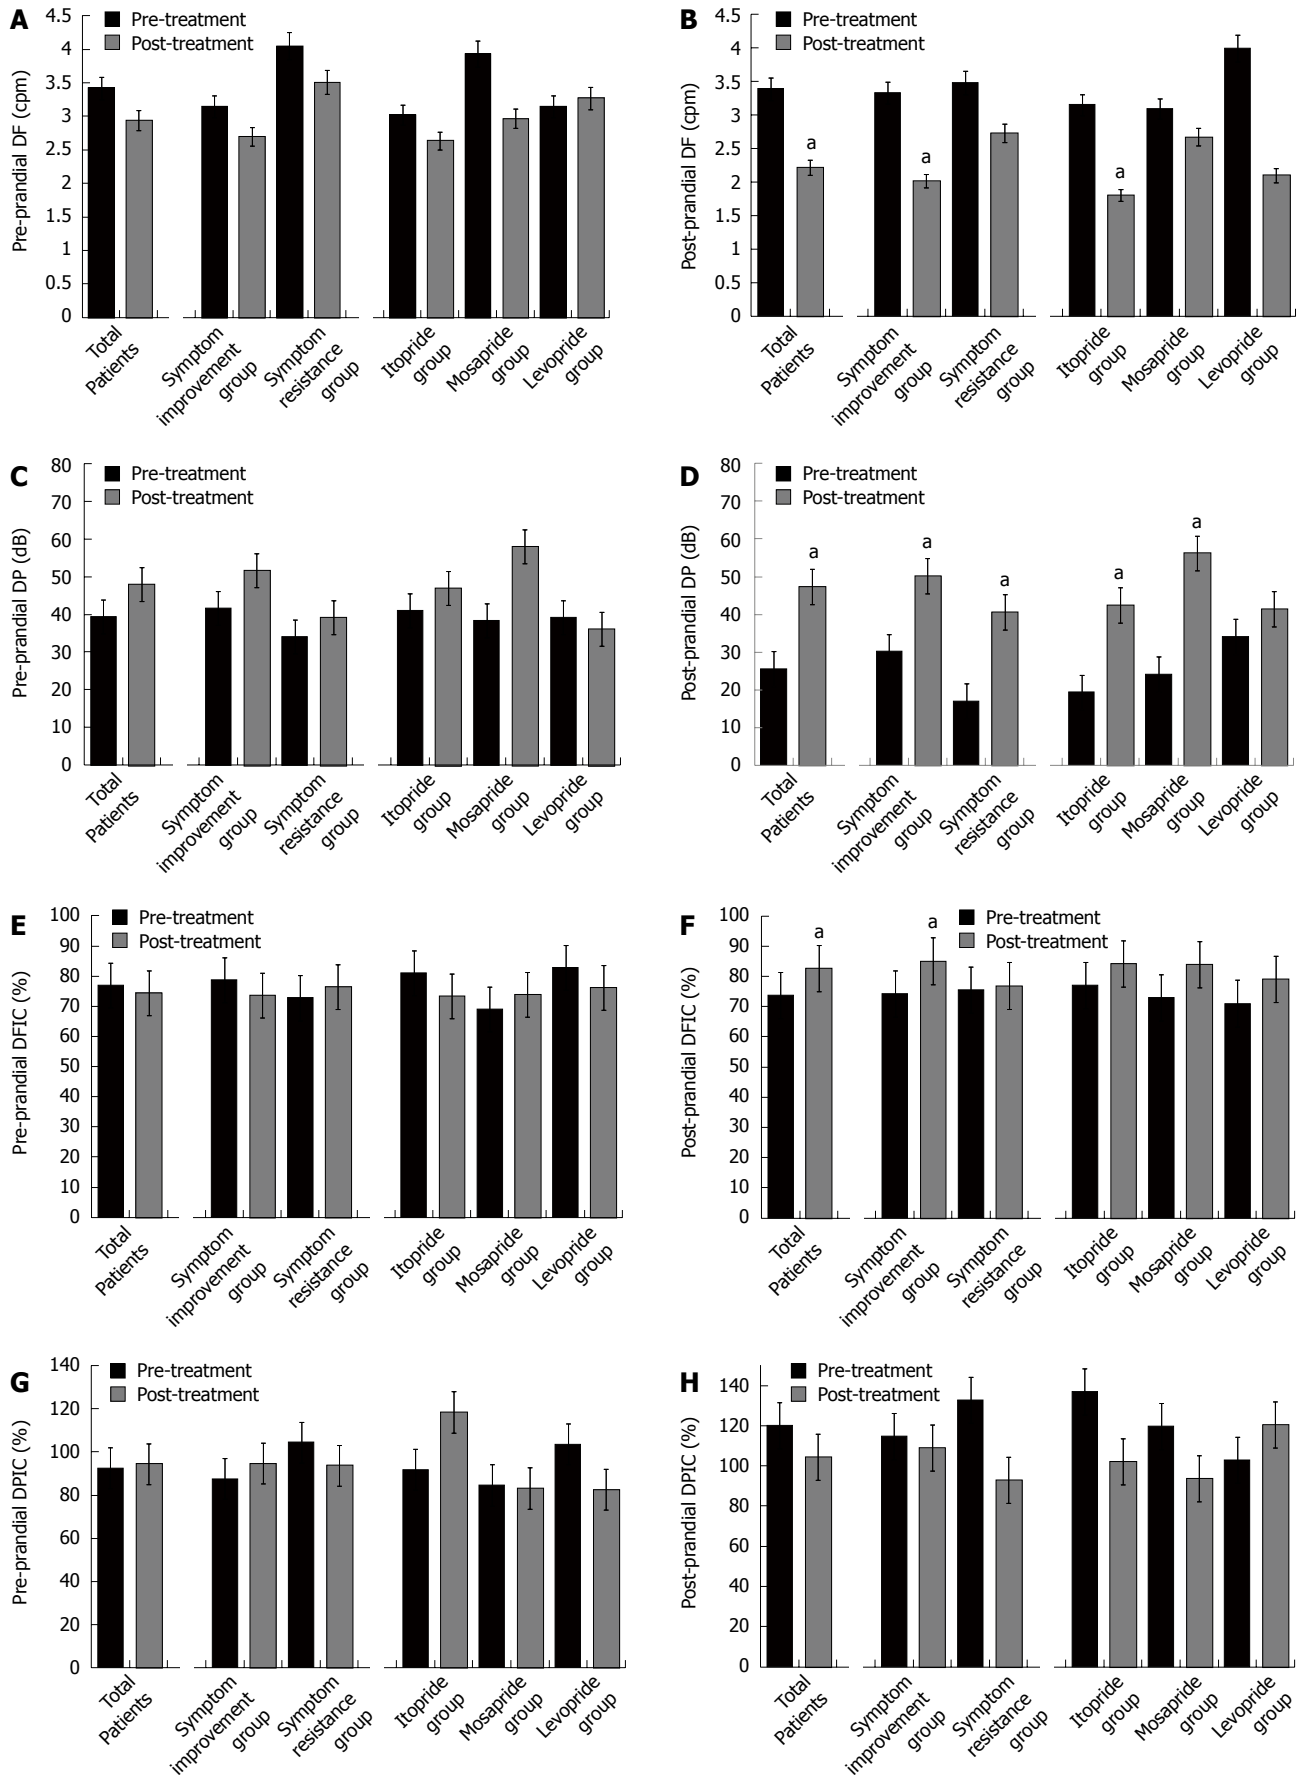 A
Pre-prandial DF (cpm)
4.5
4
3.5
3
2.5
2
1.5
1
0.5
0
Pre-treatment
Post-treatment
Total
Patients
Symptom
improvement
group
Symptom
resistance
group
Itopride
group
Mosapride
group
Levopride
group
B
Post-prandial DF (cpm)
4.5
4
3.5
3
2.5
2
1.5
1
0.5
0
Pre-treatment
Post-treatment
a
a
a
Total
Patients
Symptom
improvement
group
Symptom
resistance
group
Itopride
group
Mosapride
group
Levopride
group
C
Pre-prandial DP (dB)
80
70
60
50
40
30
20
10
0
Pre-treatment
Post-treatment
Total
Patients
Symptom
improvement
group
Symptom
resistance
group
Itopride
group
Mosapride
group
Levopride
group
D
Post-prandial DP (dB)
80
70
60
50
40
30
20
10
0
Pre-treatment
Post-treatment
a
a
a
a
a
Total
Patients
Symptom
improvement
group
Symptom
resistance
group
Itopride
group
Mosapride
group
Levopride
group
E
Pre-prandial DFIC (%)
100
90
80
70
60
50
40
30
20
10
0
Pre-treatment
Post-treatment
Total
Patients
Symptom
improvement
group
Symptom
resistance
group
Itopride
group
Mosapride
group
Levopride
group
F
Post-prandial DFIC (%)
100
90
80
70
60
50
40
30
20
10
0
Pre-treatment
Post-treatment
a
a
Total
Patients
Symptom
improvement
group
Symptom
resistance
group
Itopride
group
Mosapride
group
Levopride
group
G
Pre-prandial DPIC (%)
140
120
100
80
60
40
20
0
Pre-treatment
Post-treatment
Total
Patients
Symptom
improvement
group
Symptom
resistance
group
Itopride
group
Mosapride
group
Levopride
group
H
Post-prandial DPIC (%)
140
120
100
80
60
40
20
0
Pre-treatment
Post-treatment
Total
Patients
Symptom
improvement
group
Symptom
resistance
group
Itopride
group
Mosapride
group
Levopride
group